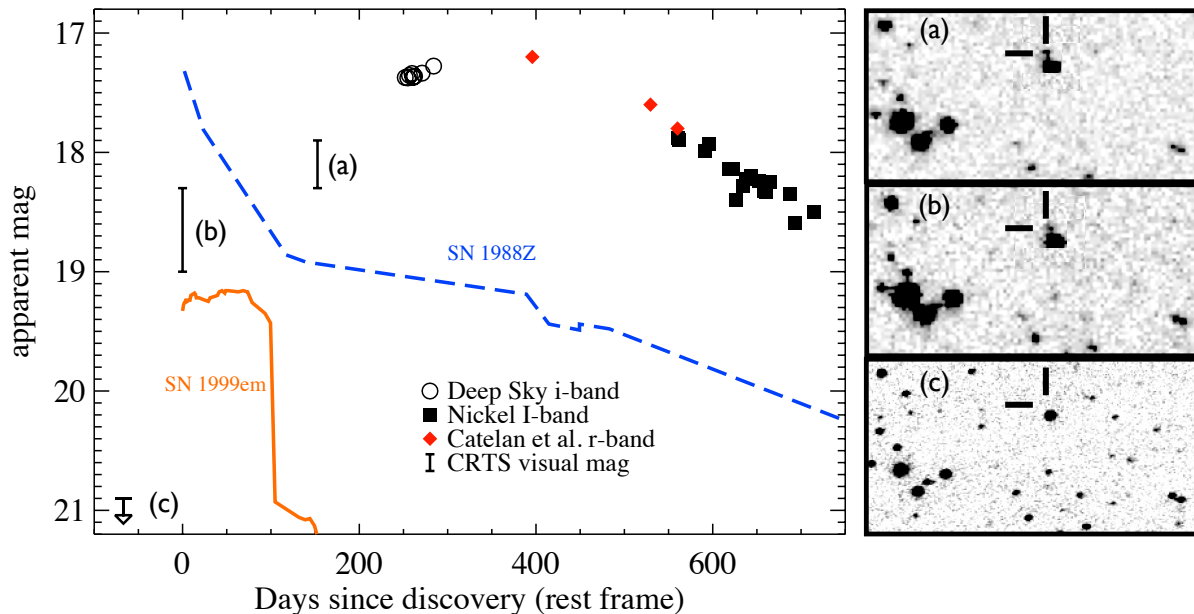 17
18
19
20
21
0
200
400
600
apparent mag
Days since discovery (rest frame)
(a)
(b)
(c)
SN 1988Z
SN 1999em
Deep Sky i-band
Nickel I-band
Catelan et al. r-band
CRTS visual mag
(a)
(b)
(c)